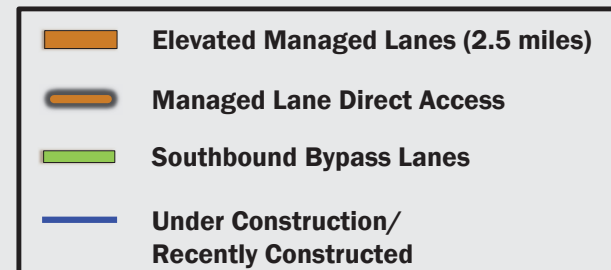 Elevated Managed Lanes (2.5 miles)
Managed Lane Direct Access
Southbound Bypass Lanes
Under Construction/
Recently Constructed